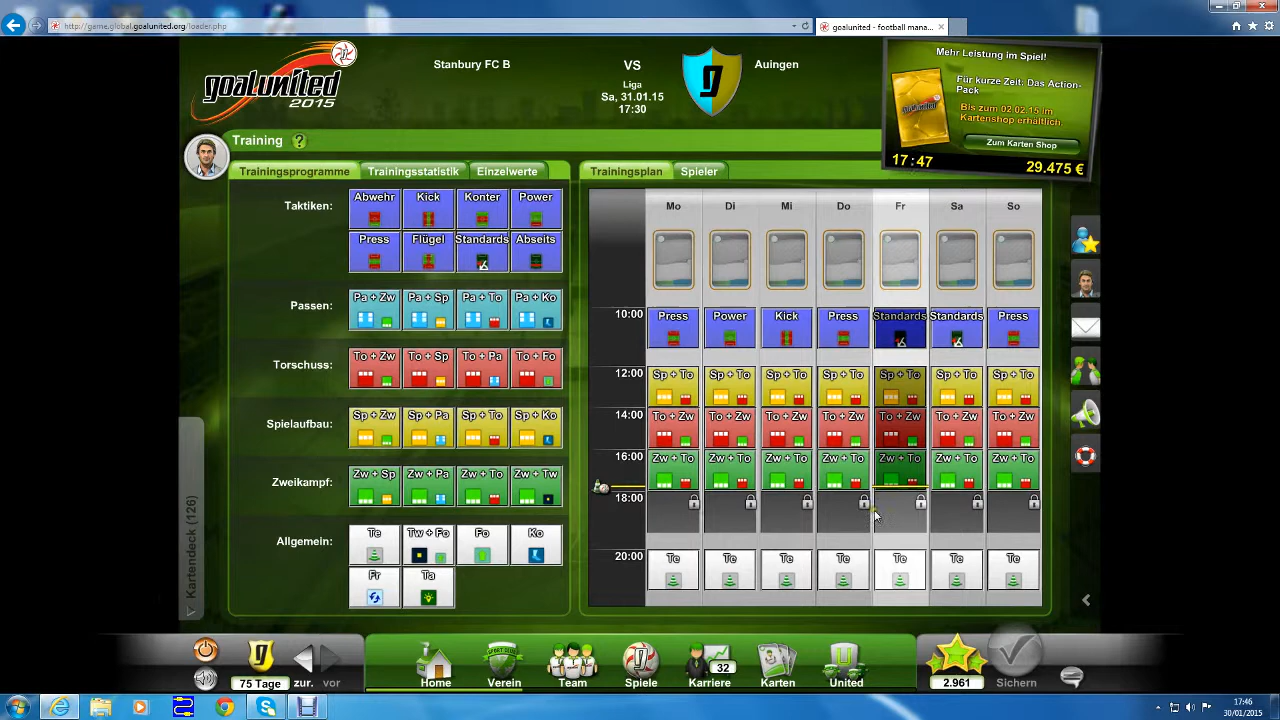 http://game.global.goalunited.org/loader.php
goalunited - football mana...
goalunited
2015
Stanbury FC B
VS
Auingen
Liga
Sa, 31.01.15
17:30
Mehr Leistung im Spiel!
Für kurze Zeit: Das Action-
Pack
Bis zum 02.02.15 im
Kartenshop erhältlich.
Zum Karten Shop
17:47
29.475 €
Training ?
Trainingsprogramme
Trainingsstatistik
Einzelwerte
Trainingsplan
Spieler
Taktiken:
Abwehr Kick Konter Power
Press Flügel Standards Abseits
Passen:
Pa + Zw Pa + Sp Pa + To Pa + Ko
Torschuss:
To + Zw To + Sp To + Pa To + Fo
Spielaufbau:
Sp + Zw Sp + Pa Sp + To Sp + Ko
Zweikampf:
Zw + Sp Zw + Pa Zw + To Zw + Tw
Allgemein:
Te Tw + Fo Fo Ko
Fr Ta
Mo Di Mi Do Fr Sa So
10:00 Press Power Kick Press Standards Standards Press
12:00 Sp + To Sp + To Sp + To Sp + To Sp + To Sp + To Sp + To
14:00 To + Zw To + Zw To + Zw To + Zw To + Zw To + Zw To + Zw
16:00 Zw + To Zw + To Zw + To Zw + To Zw + To Zw + To Zw + To
18:00
20:00 Te Te Te Te Te Te Te
Kartendeck (126)
75 Tage
zur. vor
Home
Verein
Team
Spiele
32
Karriere
Karten
United
2.961
Sichern
17:46
30/01/2015